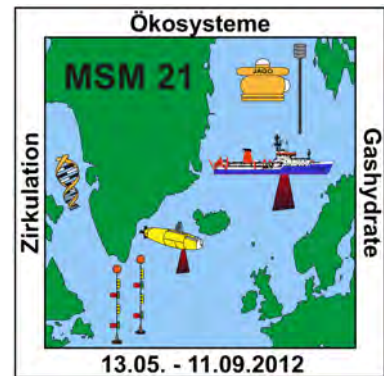 Ökosysteme
MSM 21
JAGO
Zirkulation
Gashydrate
13.05. - 11.09.2012